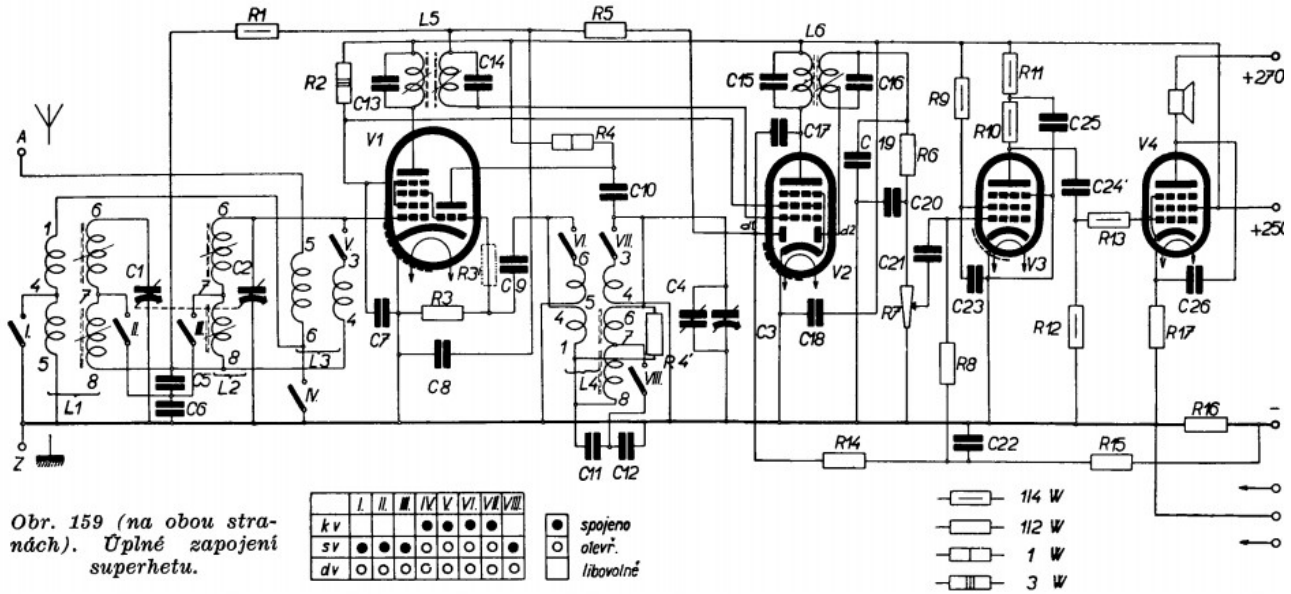 R1
L5
R5
L6
R2
C13
C14
V1
R4
C10
C15
C16
C17
C19
R6
C20
R9
R11
R10
C25
+270
V4
A
Z
1
4
5
6
7
8
C1
I.
II.
L1
C5
C6
6
7
8
C2
III.
L2
5
6
L3
IV.
V.
3
4
C7
R3
R3'
C8
C9
VI.
6
5
4
1
L4
VII.
3
4
6
7
8
R4'
VIII.
C11
C12
C4
C3
d1
d2
V2
C18
C21
R7
R8
C23
V3
C24'
R13
R12
R17
C26
+250
R14
C22
R15
R16
-
Obr. 159 (na obou stra-
nách). Úplné zapojení
superhetu.
I. II. III. IV. V. VI. VII. VIII.
kv ● ● ● ●
sv ● ● ● ○ ○ ○ ○ ●
dv ○ ○ ○ ○ ○ ○ ○ ○
● spojeno
○ otevř.
libovolné
1/4 W
1/2 W
1 W
3 W